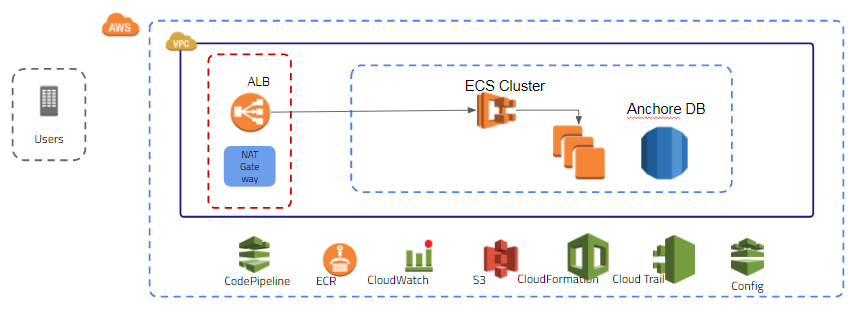 AWS
VPC
ALB
ECS Cluster
Anchore DB
Users
NAT
Gate
way
CodePipeline
ECR
CloudWatch
S3
CloudFormation
Cloud Trail
Config